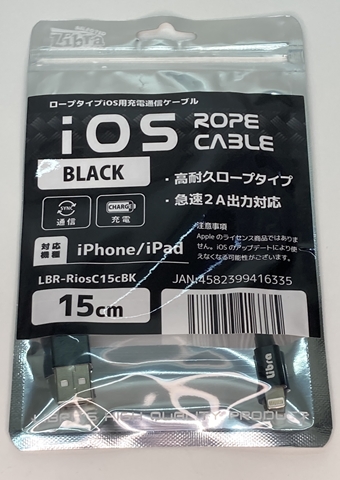 Libra
ロープタイプiOS用充電通信ケーブル
iOS ROPE CABLE
BLACK
・高耐久ロープタイプ
・急速2A出力対応
SYNC
通信
CHARGE
充電
注意事項
Appleのライセンス商品ではありま
せん。iOSのアップデートにより使
えなくなる可能性がございます。
対応機種 iPhone/iPad
LBR-RiosC15cBK
JAN:4582399416335
15cm
Libra
HIGH QUALITY PRODUCT